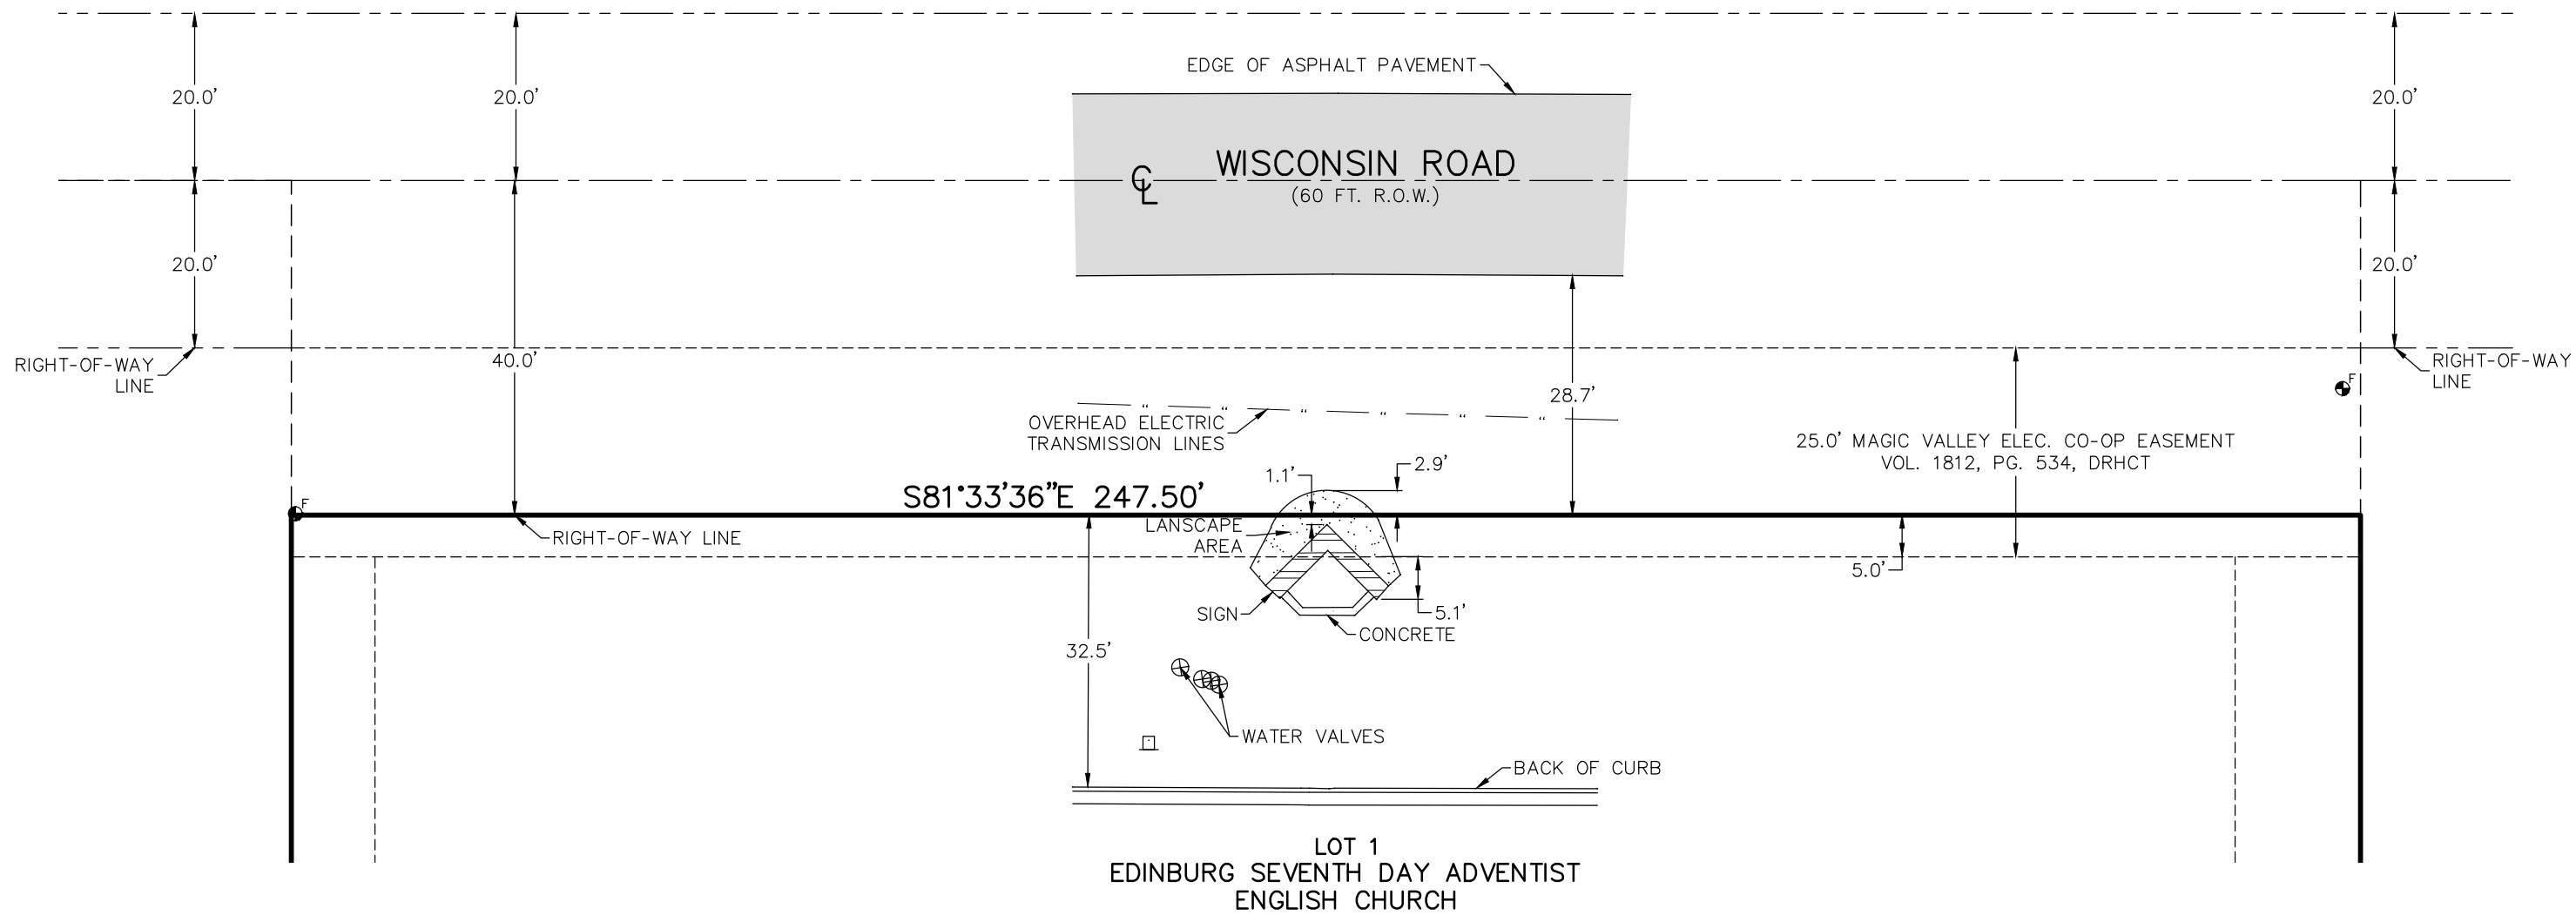 EDGE OF ASPHALT PAVEMENT
20.0'
20.0'
20.0'
WISCONSIN ROAD
CL
(60 FT. R.O.W.)
20.0'
20.0'
RIGHT-OF-WAY
LINE
40.0'
RIGHT-OF-WAY
LINE
F
28.7'
OVERHEAD ELECTRIC
TRANSMISSION LINES
25.0' MAGIC VALLEY ELEC. CO-OP EASEMENT
VOL. 1812, PG. 534, DRHCT
2.9'
1.1'
S81°33'36"E 247.50'
F
RIGHT-OF-WAY LINE
LANSCAPE
AREA
5.0'
SIGN
5.1'
CONCRETE
32.5'
WATER VALVES
BACK OF CURB
LOT 1
EDINBURG SEVENTH DAY ADVENTIST
ENGLISH CHURCH